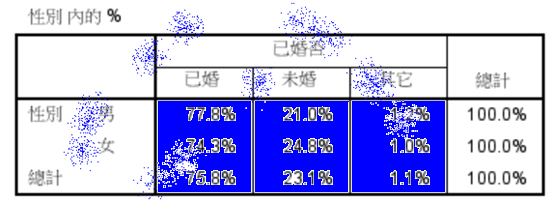 性別 內的 %
已婚否
已婚 未婚 其它 總計
性別 男 77.8% 21.0% 100.0%
女 74.3% 24.8% 1.0% 100.0%
總計 75.8% 23.1% 1.1% 100.0%